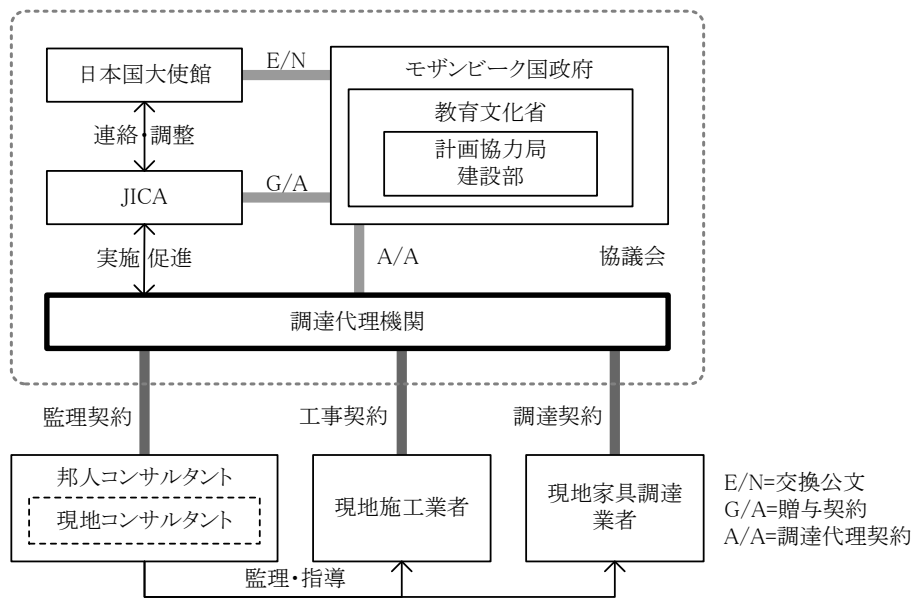 日本国大使館
E/N
モザンビーク国政府
教育文化省
計画協力局
建設部
連絡・調整
JICA
G/A
実施 促進
A/A
協議会
調達代理機関
監理契約
工事契約
調達契約
邦人コンサルタント
現地コンサルタント
現地施工業者
現地家具調達
業者
E/N=交換公文
G/A=贈与契約
A/A=調達代理契約
監理・指導